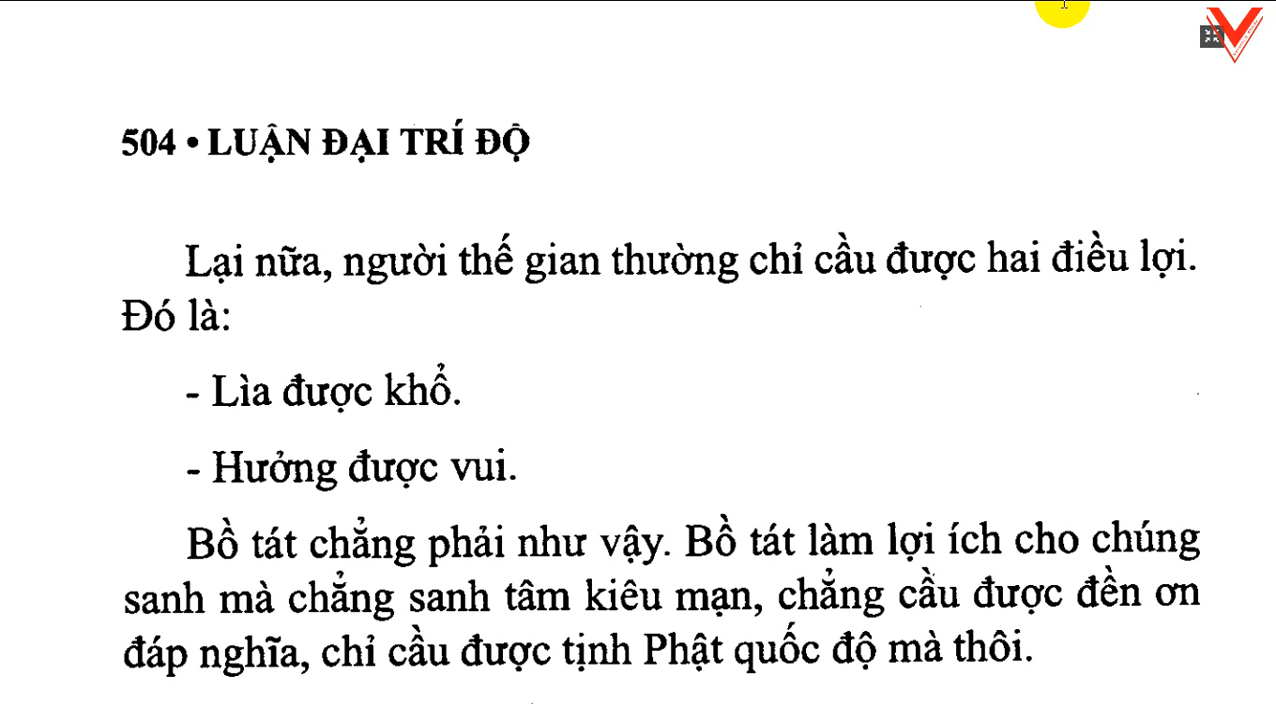 504 • LUẬN ĐẠI TRÍ ĐỘ
Lại nữa, người thế gian thường chỉ cầu được hai điều lợi.
Đó là:
- Lìa được khổ.
- Hưởng được vui.
Bồ tát chẳng phải như vậy. Bồ tát làm lợi ích cho chúng
sanh mà chẳng sanh tâm kiêu mạn, chẳng cầu được đền ơn
đáp nghĩa, chỉ cầu được tịnh Phật quốc độ mà thôi.